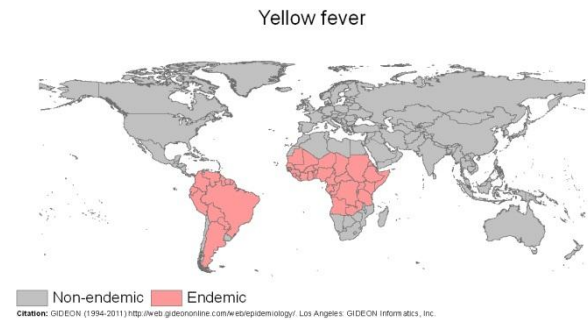 Yellow fever
Non-endemic Endemic
Citation: GIDEON (1994-2011) http://web.gideononline.com/web/epidemiology/. Los Angeles: GIDEON Informatics, Inc.